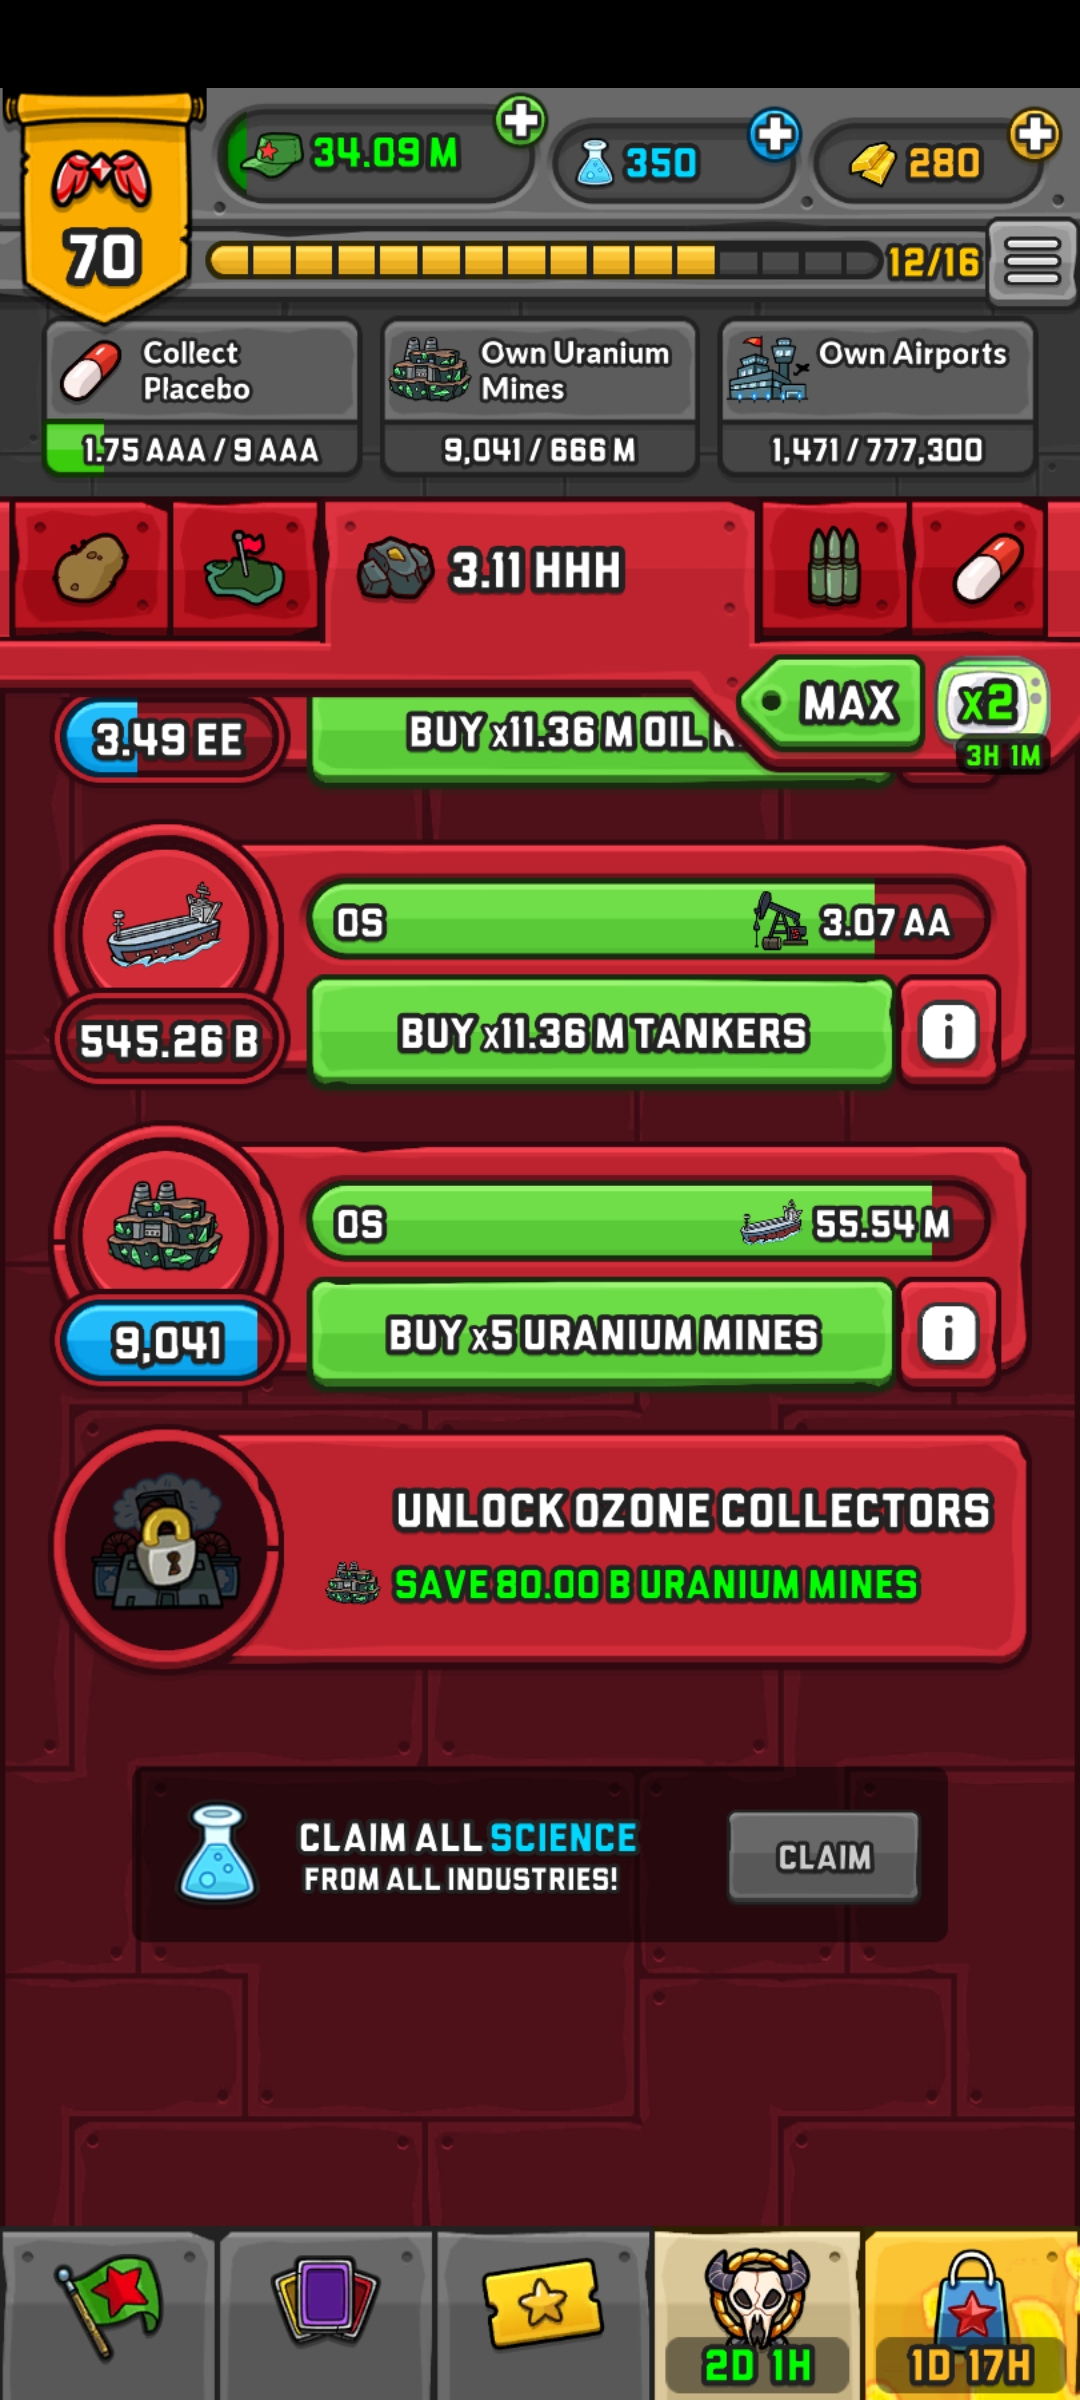 34.09 M
350
280
70
12/16
Collect
Placebo
Own Uranium
Mines
Own Airports
1.75 AAA / 9 AAA
9,041 / 666 M
1,471 / 777,300
3.11 HHH
MAX
x2
3H 1M
3.49 EE
BUY x11.36 M OIL
0S
3.07 AA
545.26 B
BUY x11.36 M TANKERS
i
0S
55.54 M
9,041
BUY x5 URANIUM MINES
i
UNLOCK OZONE COLLECTORS
SAVE 80.00 B URANIUM MINES
CLAIM ALL SCIENCE
FROM ALL INDUSTRIES!
CLAIM
2D 1H
1D 17H